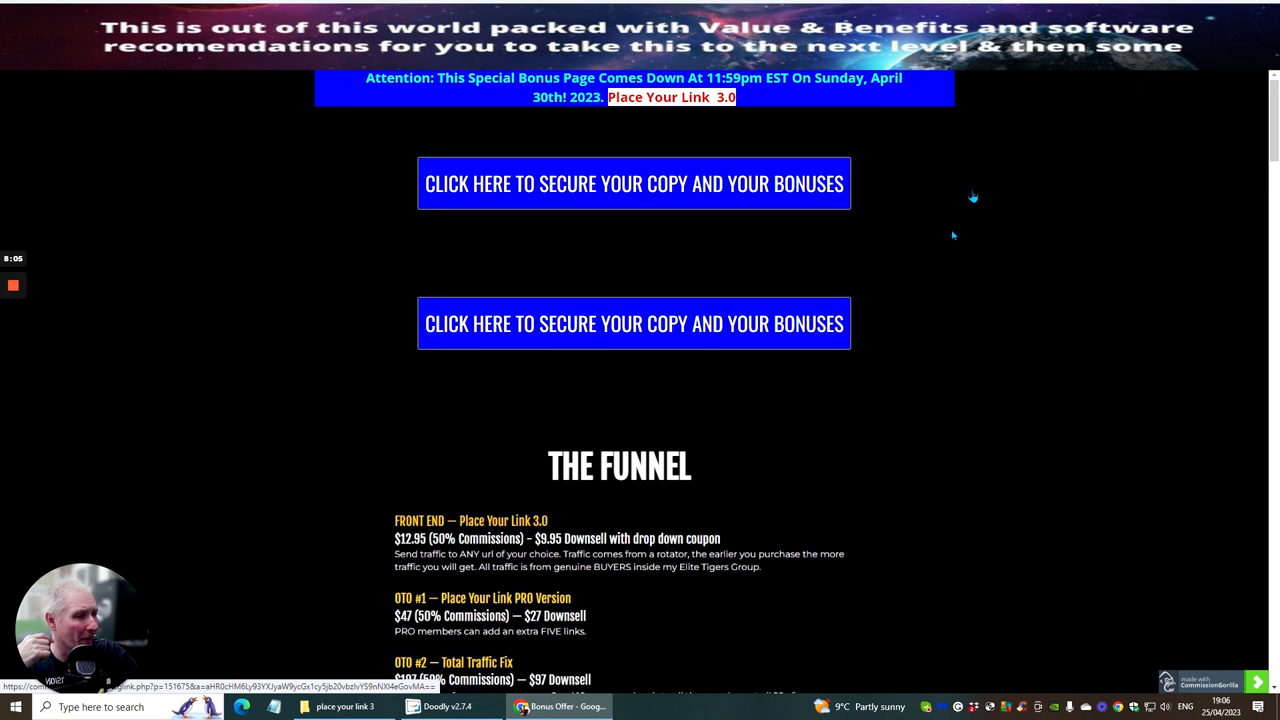 This is out of this world packed with Value & Benefits and software
recomendations for you to take this to the next level & then some
Attention: This Special Bonus Page Comes Down At 11:59pm EST On Sunday, April
30th! 2023. Place Your Link 3.0
CLICK HERE TO SECURE YOUR COPY AND YOUR BONUSES
8:05
CLICK HERE TO SECURE YOUR COPY AND YOUR BONUSES
THE FUNNEL
FRONT END — Place Your Link 3.0
$12.95 (50% Commissions) - $9.95 Downsell with drop down coupon
Send traffic to ANY url of your choice. Traffic comes from a rotator, the earlier you purchase the more
traffic you will get. All traffic is from genuine BUYERS inside my Elite Tigers Group.
OTO #1 — Place Your Link PRO Version
$47 (50% Commissions) — $27 Downsell
PRO members can add an extra FIVE links.
OTO #2 — Total Traffic Fix
$197 (50% Commissions) — $97 Downsell
made with
CommissionGorilla
Type here to search
place your link 3
Doodly v2.7.4
Bonus Offer - Goog...
9°C Partly sunny
ENG
19:06
25/04/2023